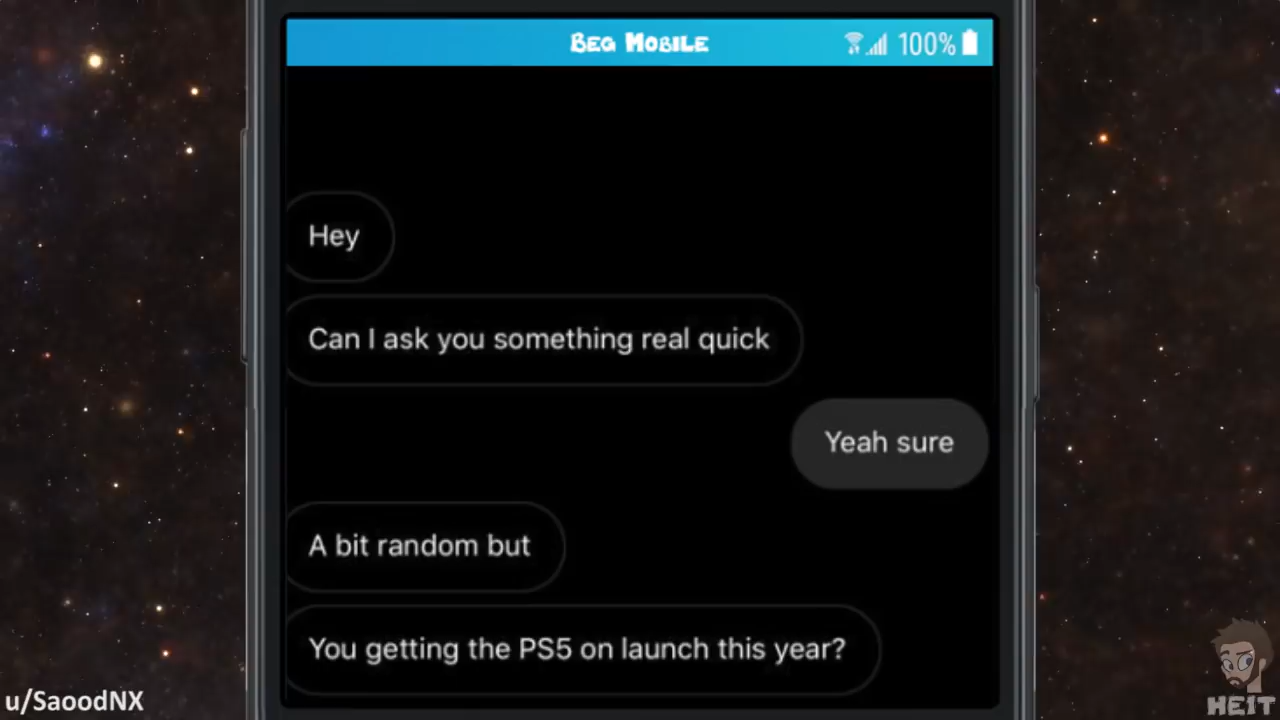 BEG MOBILE
100%
Hey
Can I ask you something real quick
Yeah sure
A bit random but
You getting the PS5 on launch this year?
u/SaoodNX
HEIT